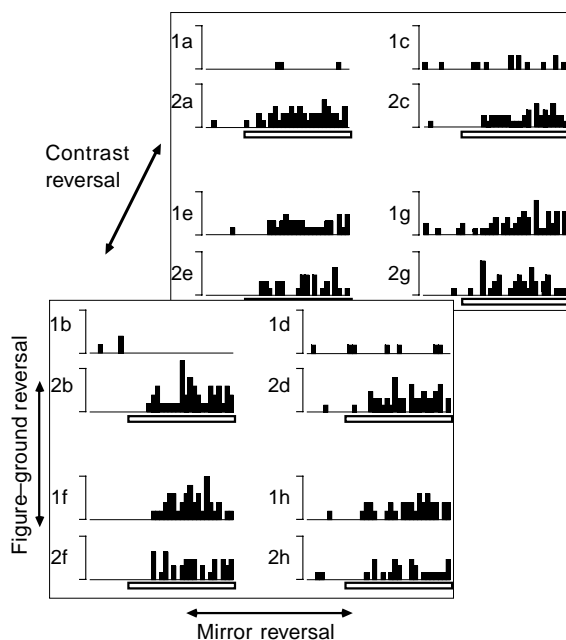 1a 1c
2a 2c
Contrast
reversal
1e 1g
2e 2g
1b 1d
2b 2d
Figure–ground reversal
1f 1h
2f 2h
Mirror reversal